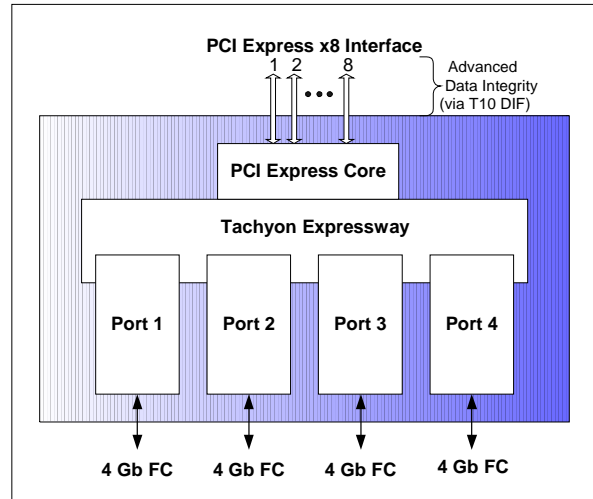 PCI Express x8 Interface
1 2 8
Advanced
Data Integrity
(via T10 DIF)
PCI Express Core
Tachyon Expressway
Port 1
Port 2
Port 3
Port 4
4 Gb FC
4 Gb FC
4 Gb FC
4 Gb FC